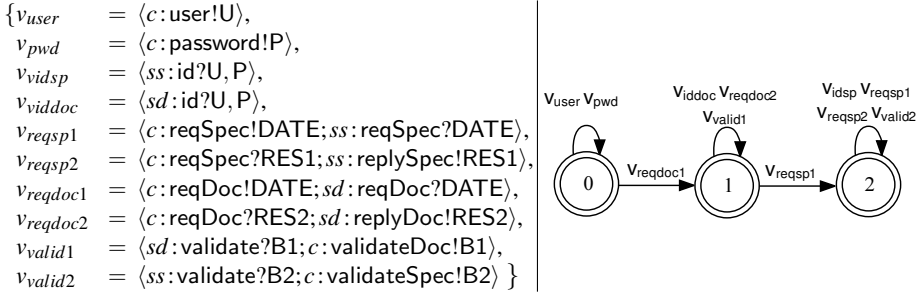 {v_user = ⟨c:user!U⟩,
v_pwd = ⟨c:password!P⟩,
v_vidsp = ⟨ss:id?U,P⟩,
v_viddoc = ⟨sd:id?U,P⟩,
v_reqsp1 = ⟨c:reqSpec!DATE;ss:reqSpec?DATE⟩,
v_reqsp2 = ⟨c:reqSpec?RES1;ss:replySpec!RES1⟩,
v_reqdoc1 = ⟨c:reqDoc!DATE;sd:reqDoc?DATE⟩,
v_reqdoc2 = ⟨c:reqDoc?RES2;sd:replyDoc!RES2⟩,
v_valid1 = ⟨sd:validate?B1;c:validateDoc!B1⟩,
v_valid2 = ⟨ss:validate?B2;c:validateSpec!B2⟩ }
v_user v_pwd
0
v_reqdoc1
v_iddoc v_reqdoc2
v_valid1
1
v_reqsp1
v_idsp v_reqsp1
v_reqsp2 v_valid2
2